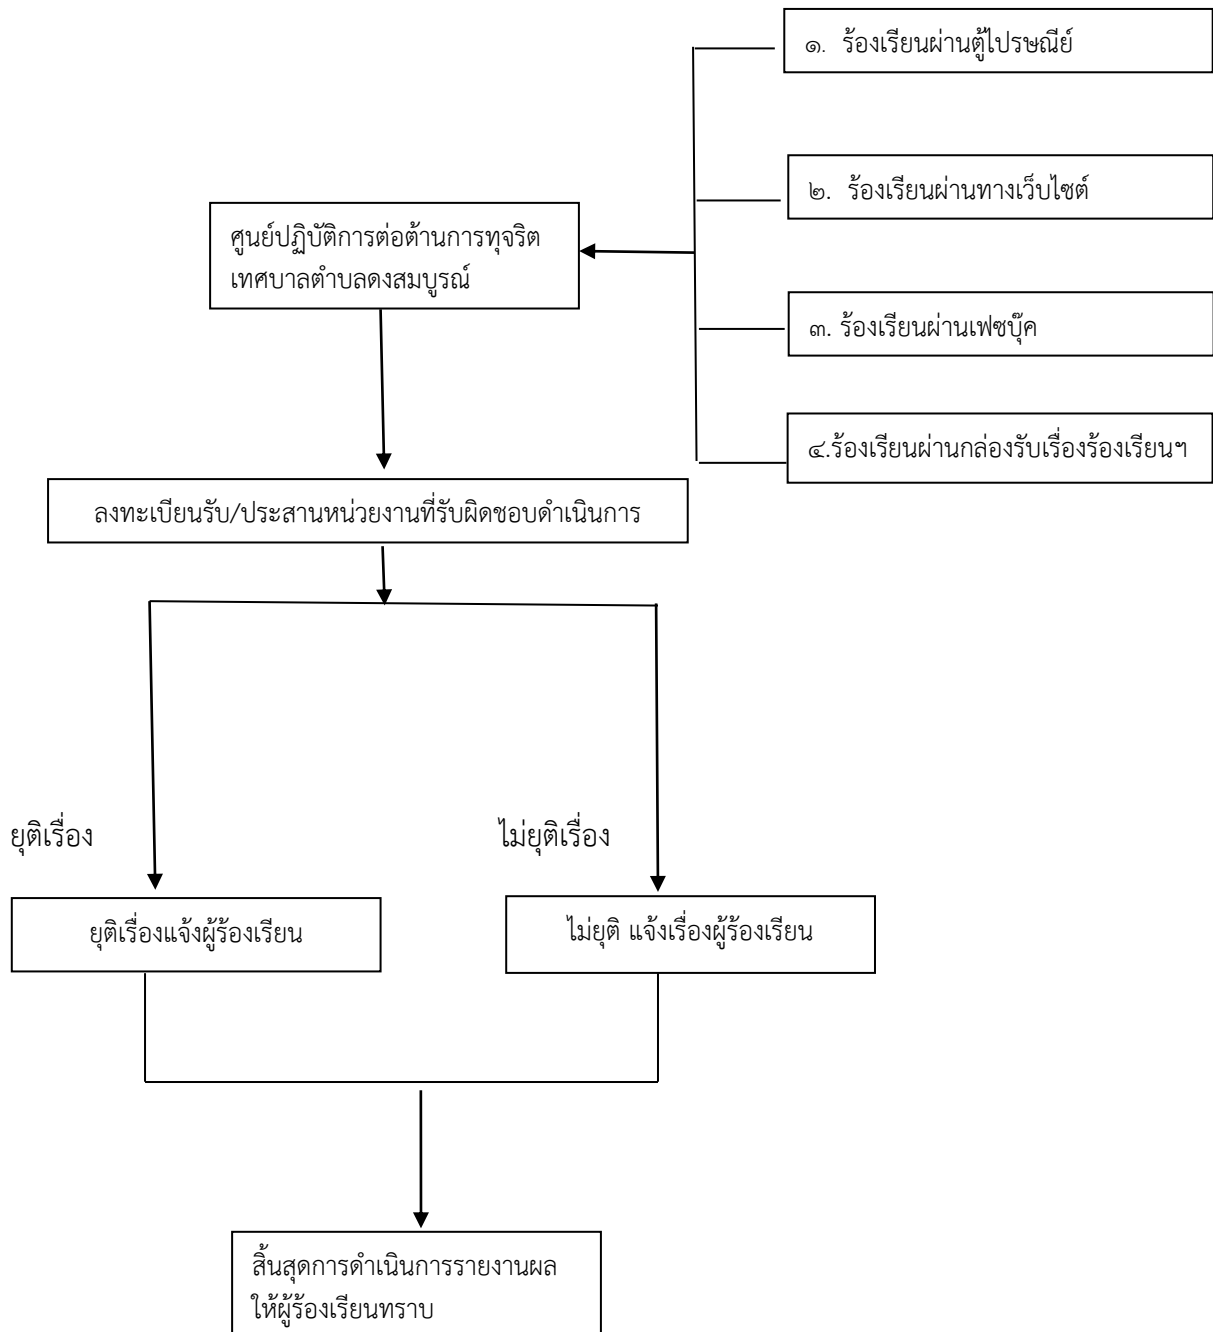 ๑. ร้องเรียนผ่านตู้ไปรษณีย์
๒. ร้องเรียนผ่านทางเว็บไซต์
ศูนย์ปฏิบัติการต่อต้านการทุจริต
เทศบาลตำบลดงสมบูรณ์
๓. ร้องเรียนผ่านเฟซบุ๊ค
๔.ร้องเรียนผ่านกล่องรับเรื่องร้องเรียนฯ
ลงทะเบียนรับ/ประสานหน่วยงานที่รับผิดชอบดำเนินการ
ยุติเรื่อง
ไม่ยุติเรื่อง
ยุติเรื่องแจ้งผู้ร้องเรียน
ไม่ยุติ แจ้งเรื่องผู้ร้องเรียน
สิ้นสุดการดำเนินการรายงานผล
ให้ผู้ร้องเรียนทราบ